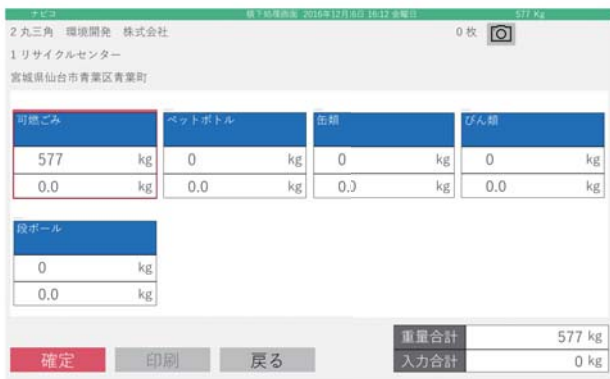 ナビコ 積下処理画面 2016年12月16日 16:12 金曜日 577 Kg
2 丸三角 環境開発 株式会社 0 枚
1 リサイクルセンター
宮城県仙台市青葉区青葉町
可燃ごみ ペットボトル 缶類 びん類
577 kg 0 kg 0 kg 0 kg
0.0 kg 0.0 kg 0.0 kg 0.0 kg
段ボール
0 kg
0.0 kg
重量合計 577 kg
確定 印刷 戻る 入力合計 0 kg